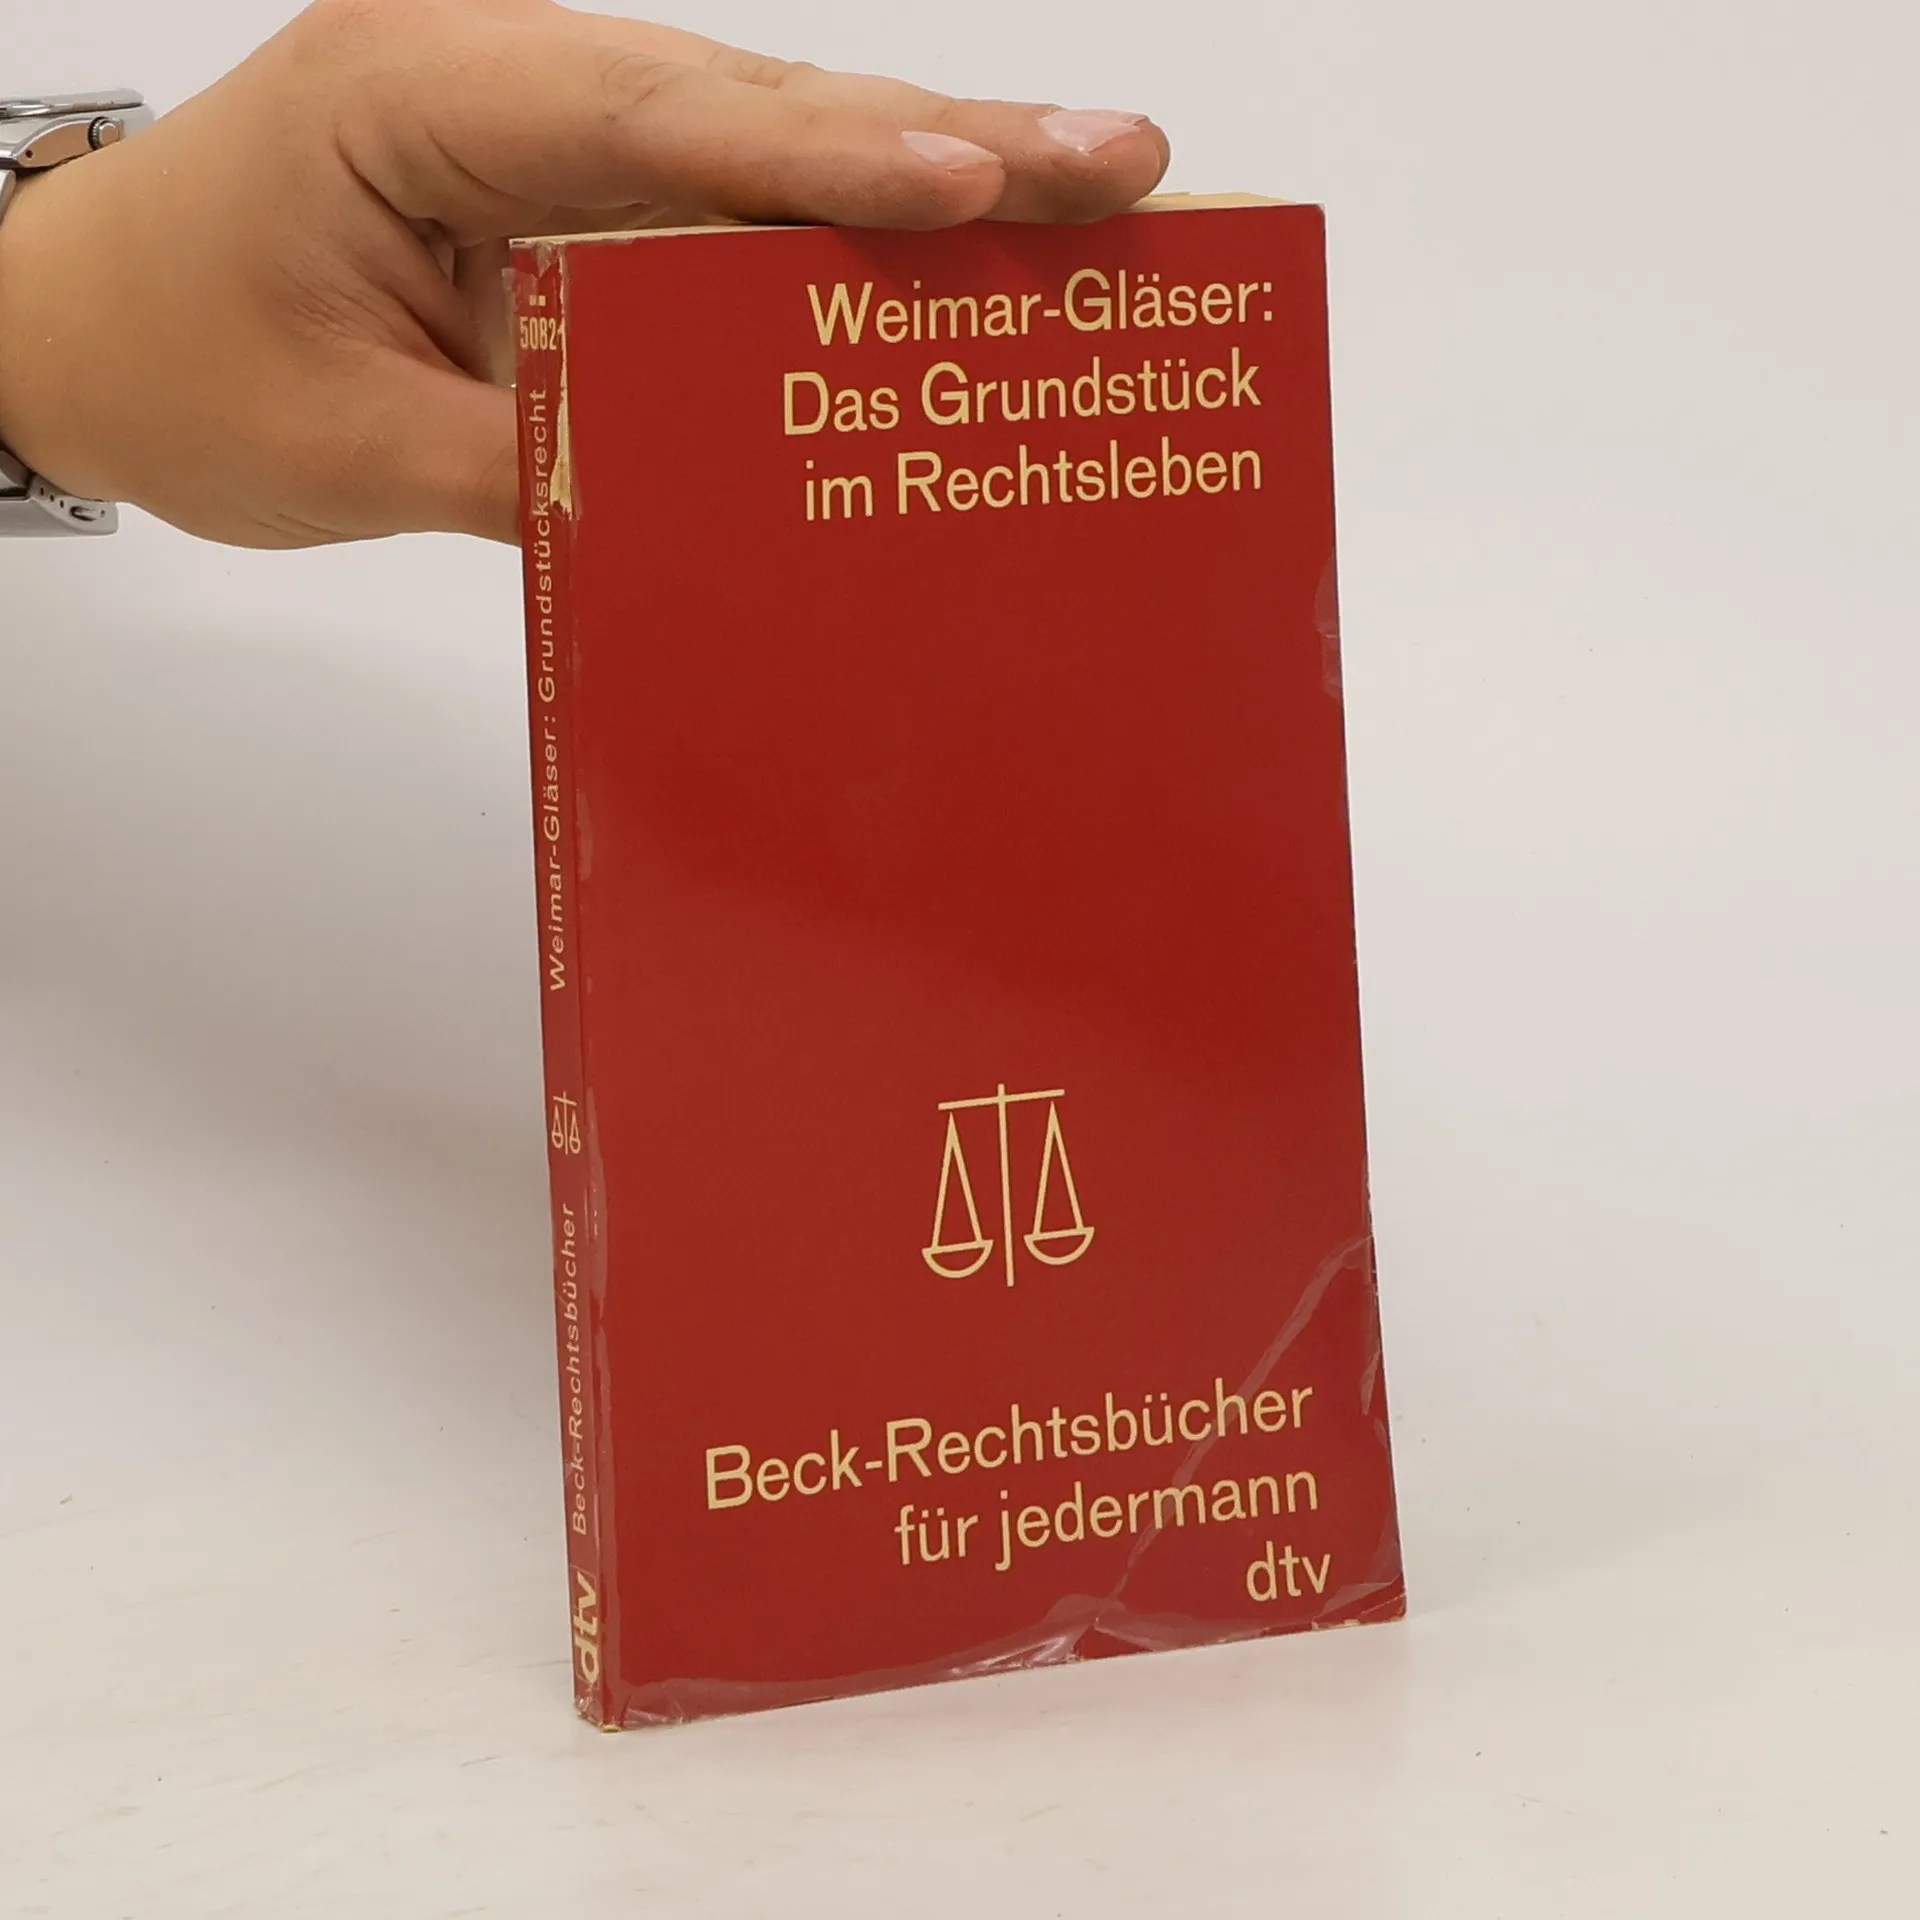 Weimar-Gläser:
Das Grundstück
im Rechtsleben
Beck-Rechtsbücher
für jedermann
dtv
5082
Weimar-Gläser: Grundstücksrecht
Beck-Rechtsbücher
dtv